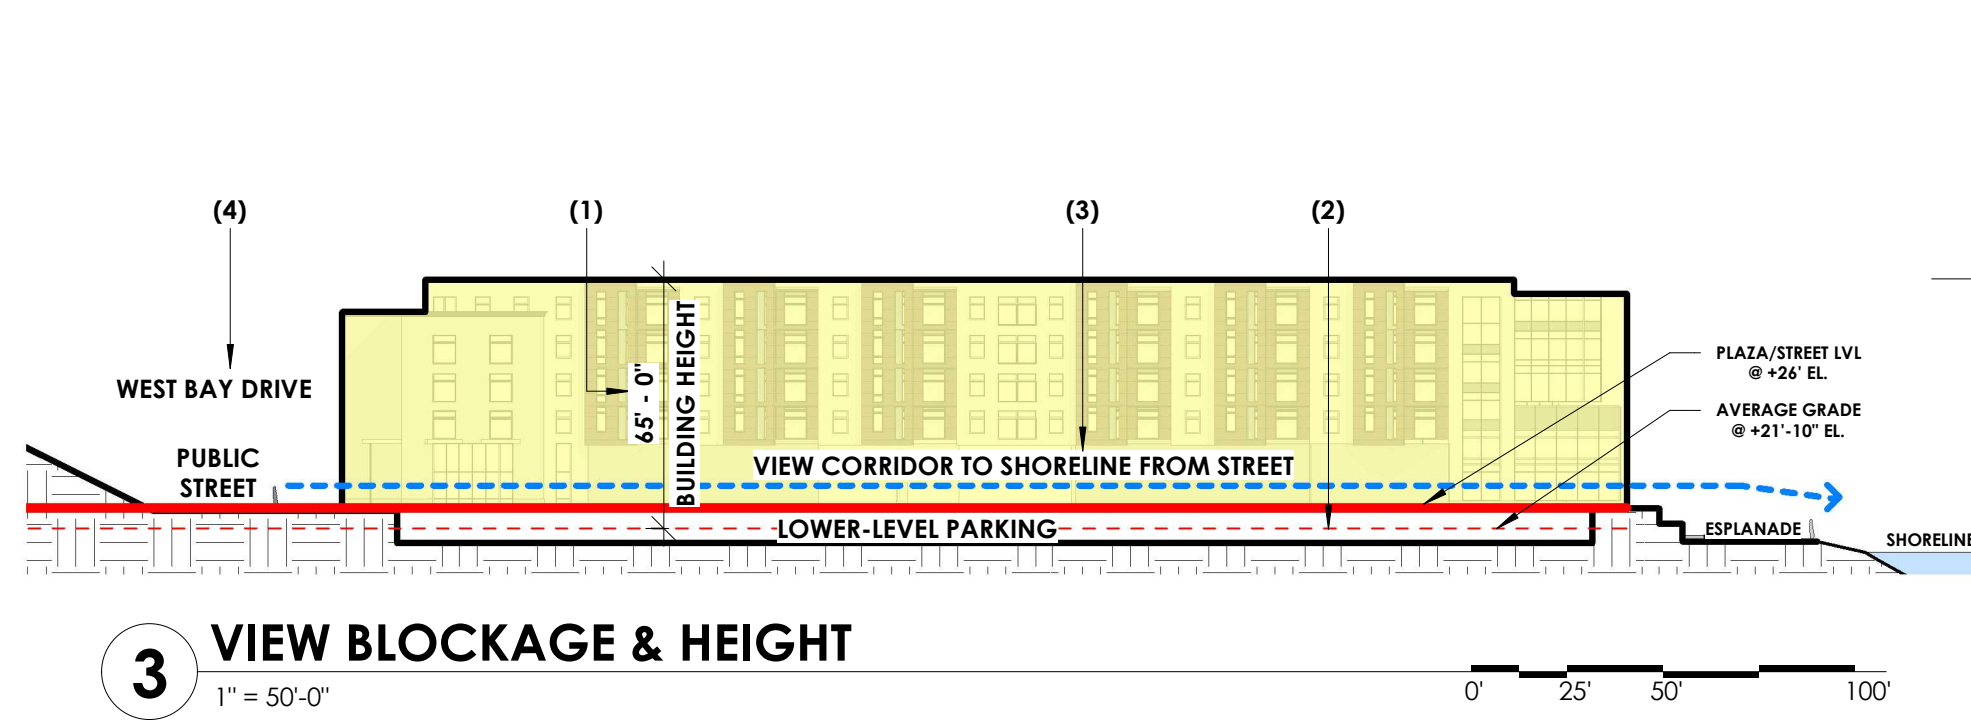 (4)
(1)
(3)
(2)
65' - 0"
BUILDING HEIGHT
PLAZA/STREET LVL
@ +26' EL.
WEST BAY DRIVE
AVERAGE GRADE
@ +21'-10" EL.
PUBLIC
STREET
VIEW CORRIDOR TO SHORELINE FROM STREET
LOWER-LEVEL PARKING
ESPLANADE
SHORELINE
3
VIEW BLOCKAGE & HEIGHT
1" = 50'-0"
0'
25'
50'
100'